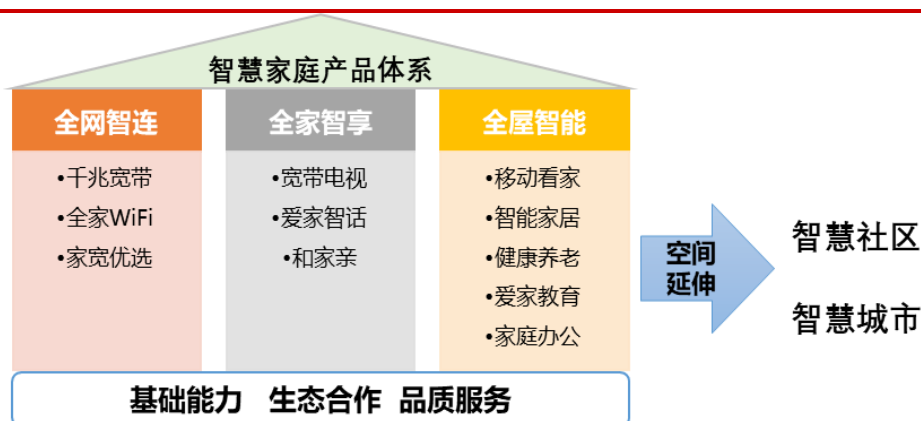 智慧家庭产品体系
全网智连
•千兆宽带
•全家WiFi
•家宽优选
全家智享
•宽带电视
•爱家智话
•和家亲
全屋智能
•移动看家
•智能家居
•健康养老
•爱家教育
•家庭办公
空间
延伸
智慧社区
智慧城市
基础能力 生态合作 品质服务